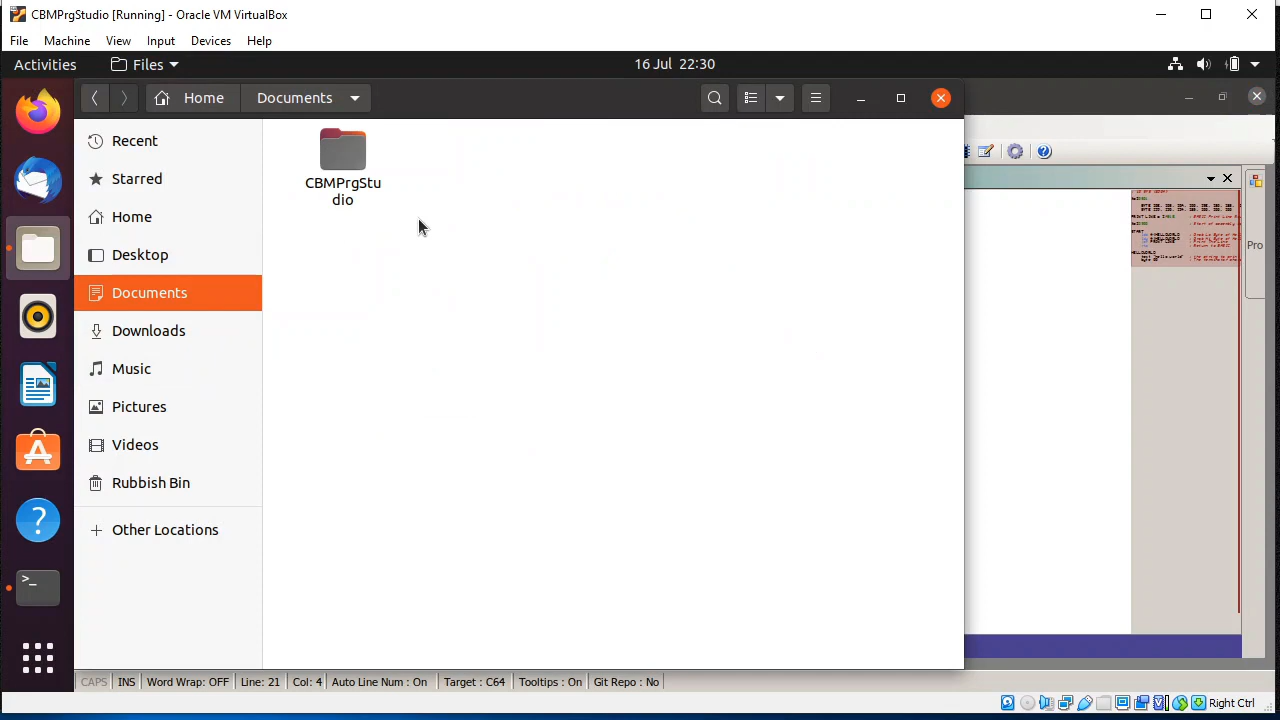 CBMPrgStudio [Running] - Oracle VM VirtualBox
File Machine View Input Devices Help
Activities Files 16 Jul 22:30
Home Documents
Recent
Starred
Home
Desktop
Documents
Downloads
Music
Pictures
Videos
Rubbish Bin
Other Locations
CBMPrgStu
dio
Pro
CAPS INS Word Wrap: OFF Line: 21 Col: 4 Auto Line Num : On Target : C64 Tooltips : On Git Repo : No
Right Ctrl